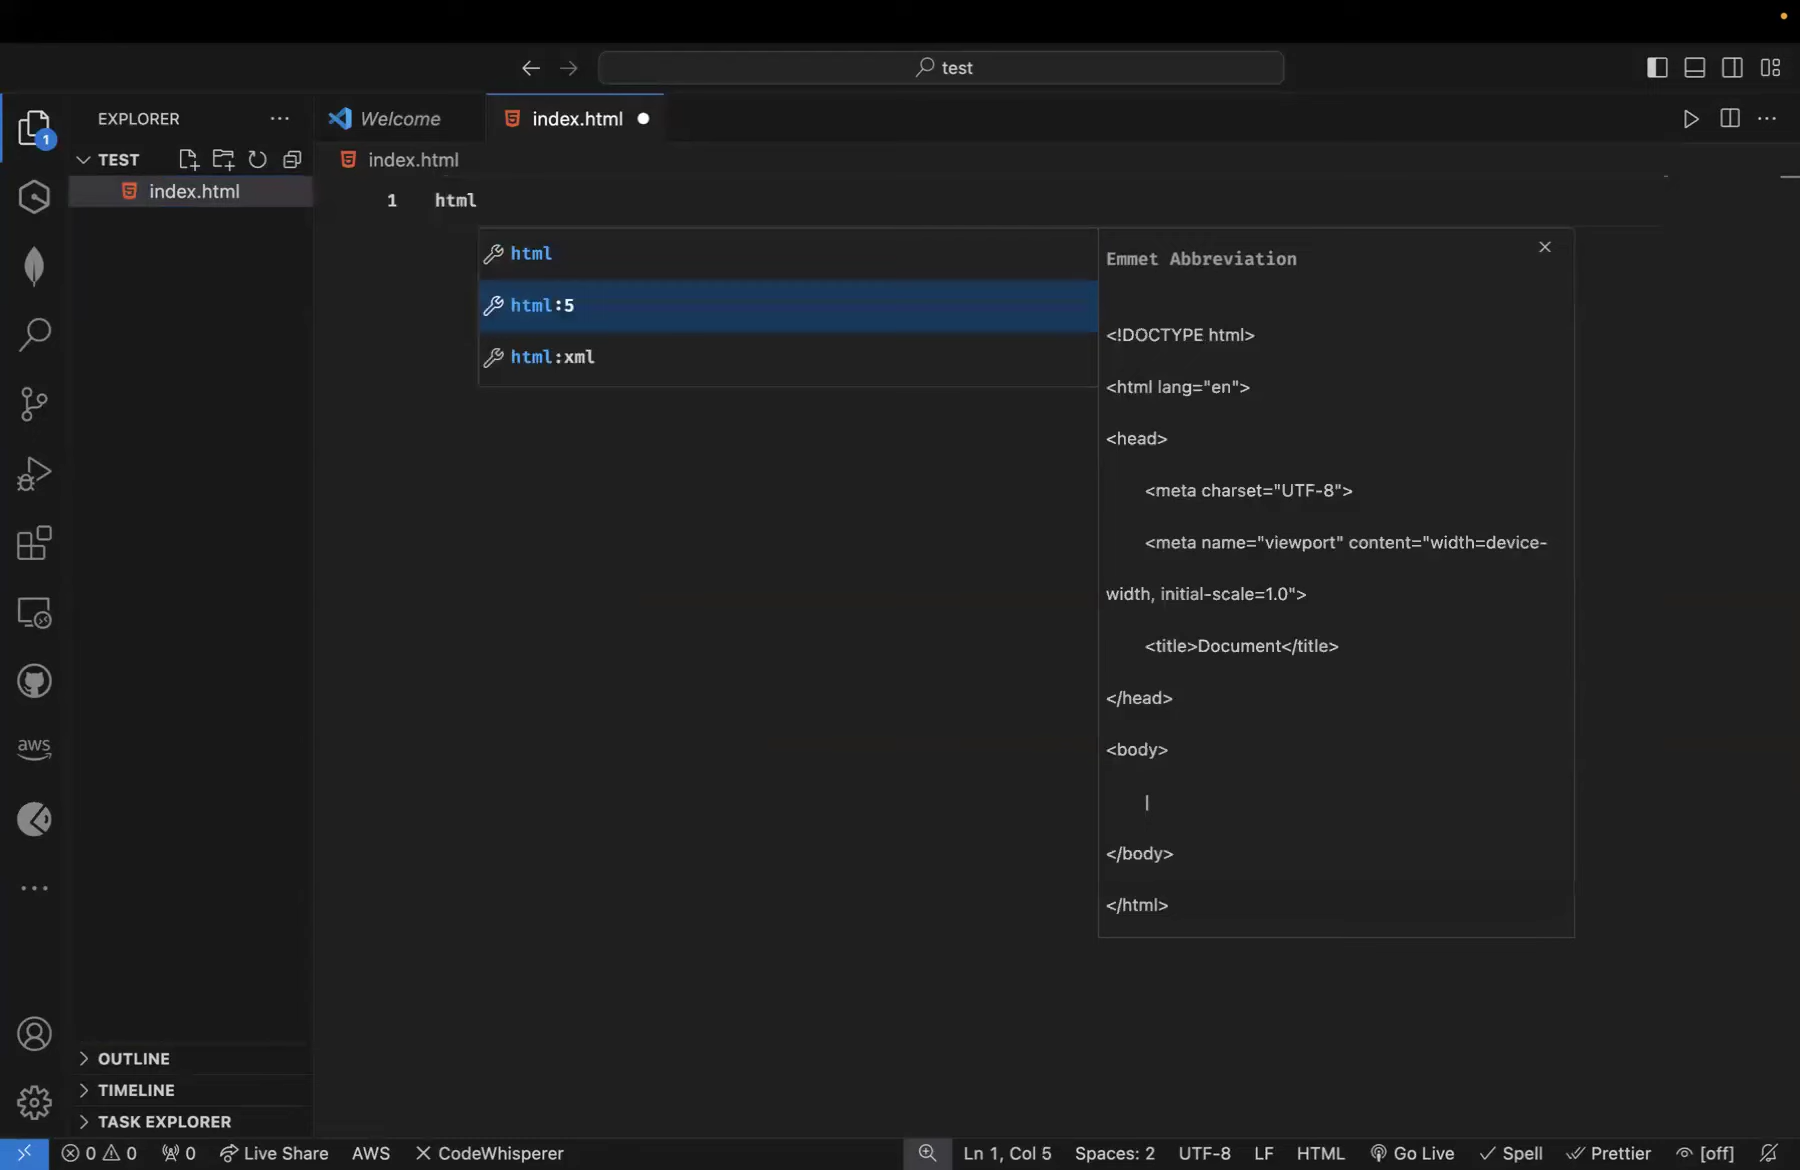 test
EXPLORER
Welcome
index.html
1
TEST
index.html
index.html
1 html
html
html:5
html:xml
Emmet Abbreviation
<!DOCTYPE html>
<html lang="en">
<head>
<meta charset="UTF-8">
<meta name="viewport" content="width=device-
width, initial-scale=1.0">
<title>Document</title>
</head>
<body>
|
</body>
</html>
aws
OUTLINE
TIMELINE
TASK EXPLORER
0 0 0 Live Share AWS CodeWhisperer Ln 1, Col 5 Spaces: 2 UTF-8 LF HTML Go Live Spell Prettier [off]